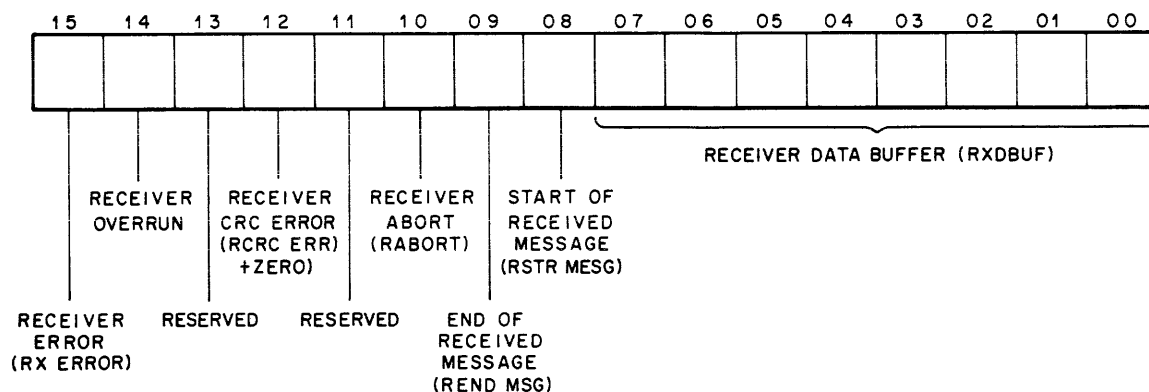 15 14 13 12 11 10 09 08 07 06 05 04 03 02 01 00
RECEIVER DATA BUFFER (RXDBUF)
RECEIVER
OVERRUN
RECEIVER
CRC ERROR
(RCRC ERR)
+ZERO)
RECEIVER
ABORT
(RABORT)
START OF
RECEIVED
MESSAGE
(RSTR MESG)
RECEIVER
ERROR
(RX ERROR)
RESERVED
RESERVED
END OF
RECEIVED
MESSAGE
(REND MSG)